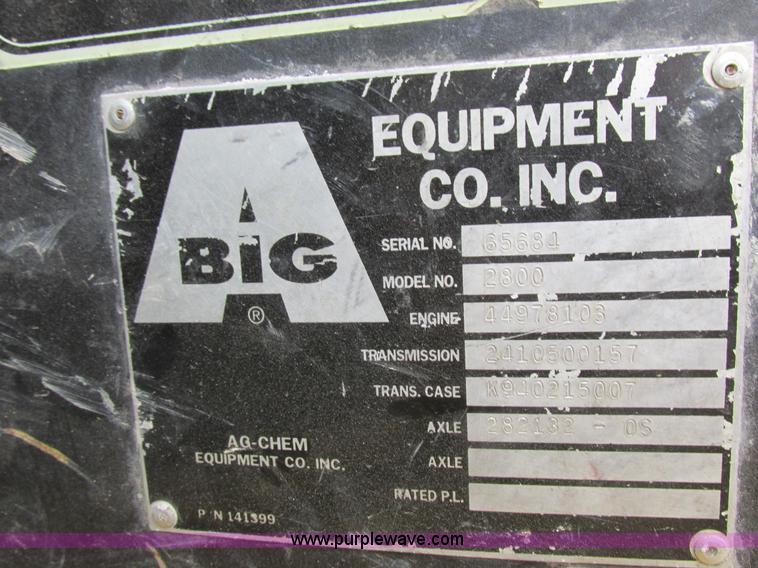 BIG A
®
EQUIPMENT
CO. INC.
SERIAL NO. 65684
MODEL NO. 2800
ENGINE 44978103
TRANSMISSION 2410500157
TRANS. CASE K940215007
AXLE 282132 - OS
AXLE
RATED P.L.
AG-CHEM
EQUIPMENT CO. INC.
P N 141399
www.purplewave.com